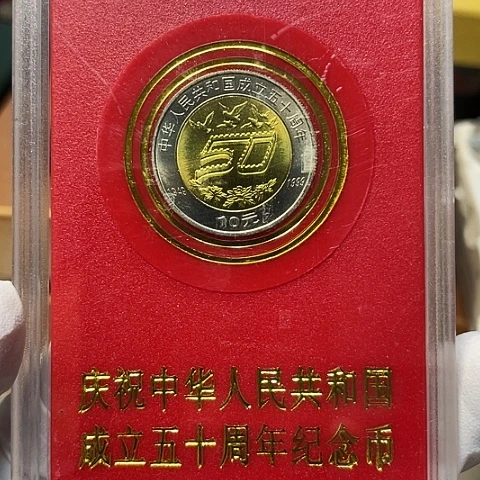 中华人民共和国成立五十周年
50
1949 1999
10元
庆祝中华人民共和国
成立五十周年纪念币